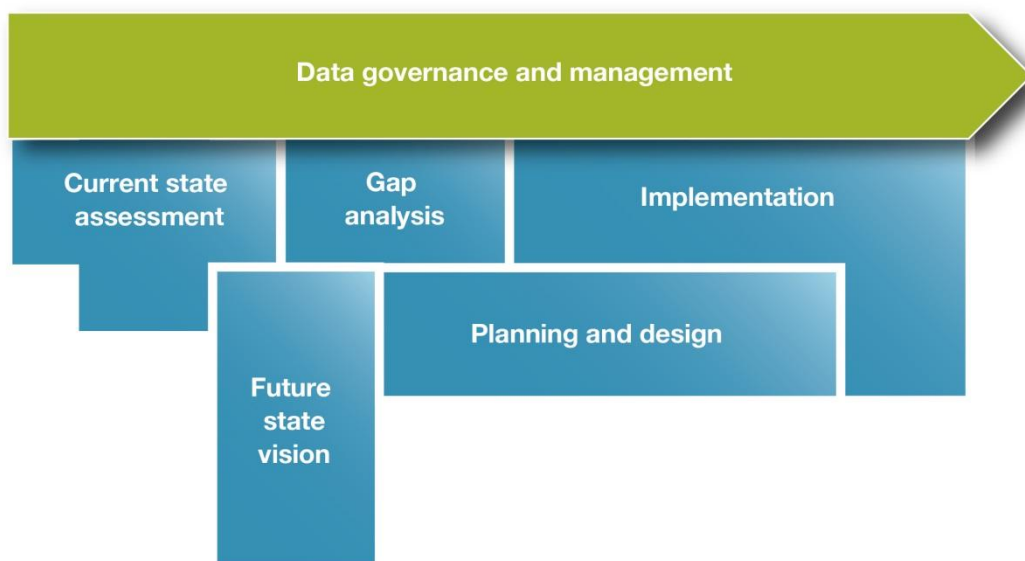 Data governance and management
Current state
assessment
Gap
analysis
Implementation
Planning and design
Future
state
vision